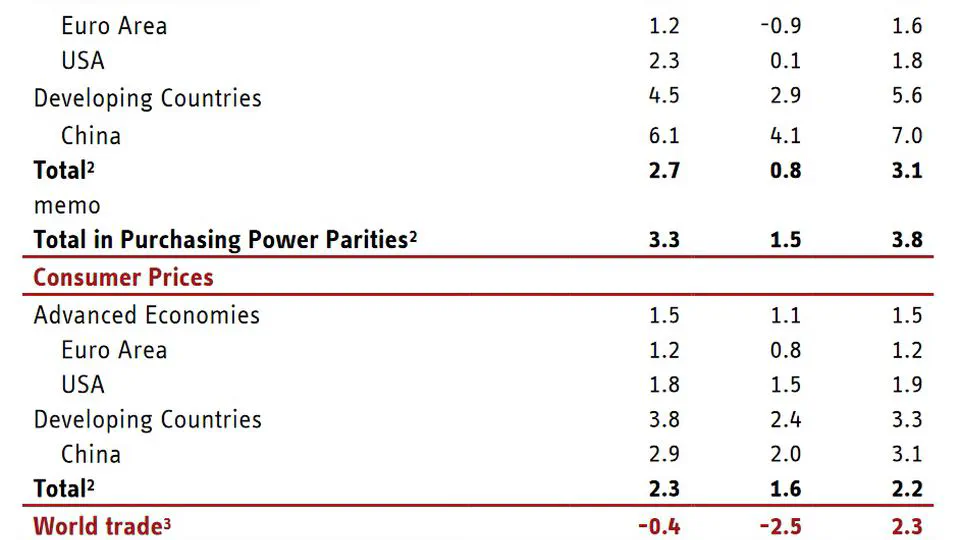 Euro Area 1.2 -0.9 1.6
USA 2.3 0.1 1.8
Developing Countries 4.5 2.9 5.6
China 6.1 4.1 7.0
Total² 2.7 0.8 3.1
memo
Total in Purchasing Power Parities² 3.3 1.5 3.8
Consumer Prices
Advanced Economies 1.5 1.1 1.5
Euro Area 1.2 0.8 1.2
USA 1.8 1.5 1.9
Developing Countries 3.8 2.4 3.3
China 2.9 2.0 3.1
Total² 2.3 1.6 2.2
World trade³ -0.4 -2.5 2.3